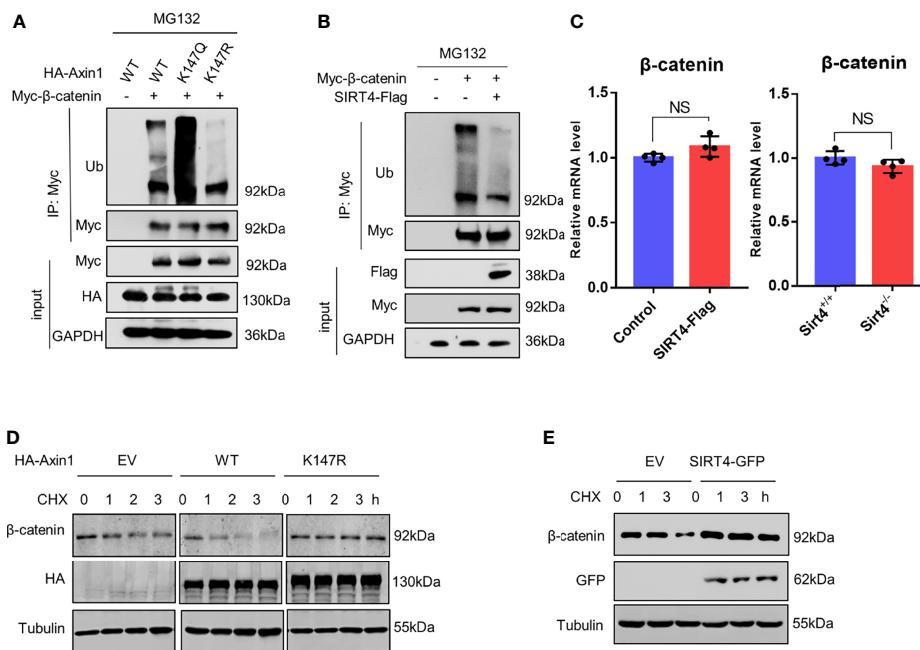 A
MG132
HA-Axin1 WT WT K147Q K147R
Myc-β-catenin - + + +
IP: Myc
Ub
92kDa
Myc 92kDa
input
Myc 92kDa
HA 130kDa
GAPDH 36kDa
B
MG132
Myc-β-catenin - + +
SIRT4-Flag - - +
IP: Myc
Ub
92kDa
Myc
input
Flag 38kDa
Myc 92kDa
GAPDH 36kDa
C
β-catenin
Relative mRNA level
1.5
1.0
0.5
0.0
NS
Control SIRT4-Flag
β-catenin
Relative mRNA level
1.5
1.0
0.5
0.0
NS
Sirt4+/+ Sirt4-/-
D
HA-Axin1 EV WT K147R
CHX 0 1 2 3 0 1 2 3 0 1 2 3 h
β-catenin 92kDa
HA 130kDa
Tubulin 55kDa
E
EV SIRT4-GFP
CHX 0 1 3 0 1 3 h
β-catenin 92kDa
GFP 62kDa
Tubulin 55kDa